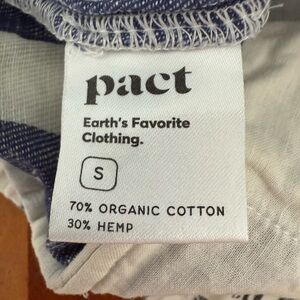 pact
Earth's Favorite
Clothing.
S
70% ORGANIC COTTON
30% HEMP